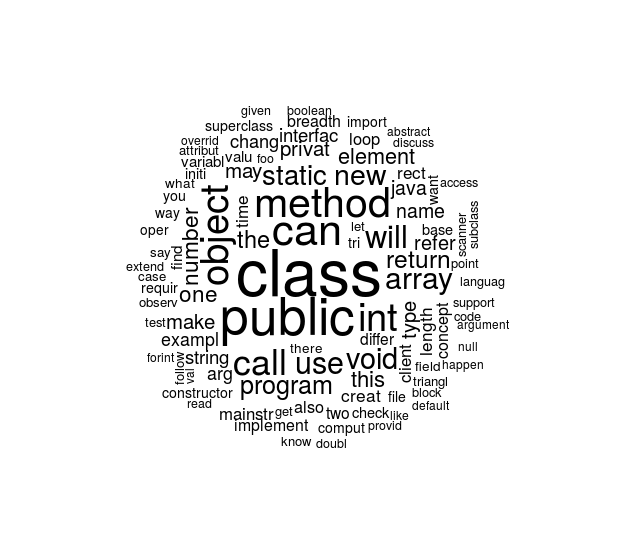 given boolean
superclass breadth import
overrid interfac loop abstract
attribut chang privat discuss
variabl valu foo element
initi may static new rect
what java want access
you object time method name
way number the can let will refer base scanner subclass
oper tri
say find return point
extend class
case one array languag
requir
observ public int type length concept support
code
test make argument
exampl there differ null
forint string call use void client field happen
follow val arg this triangl
constructor program creat file block
read default
mainstr get also two check like
implement comput provid
know doubl